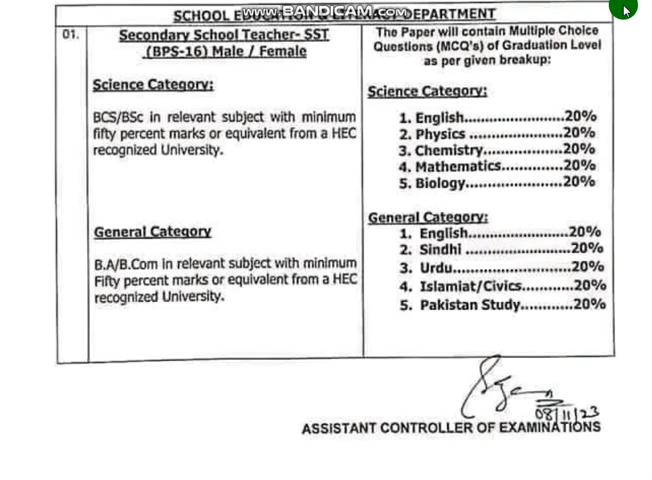 www.BANDICAM.com
SCHOOL EDUCATION & LITERACY DEPARTMENT
01.
Secondary School Teacher- SST
(BPS-16) Male / Female
Science Category:
BCS/BSc in relevant subject with minimum
fifty percent marks or equivalent from a HEC
recognized University.
General Category
B.A/B.Com in relevant subject with minimum
Fifty percent marks or equivalent from a HEC
recognized University.
The Paper will contain Multiple Choice
Questions (MCQ's) of Graduation Level
as per given breakup:
Science Category:
1. English.......................20%
2. Physics ......................20%
3. Chemistry...................20%
4. Mathematics...............20%
5. Biology.......................20%
General Category:
1. English........................20%
2. Sindhi .........................20%
3. Urdu............................20%
4. Islamiat/Civics............20%
5. Pakistan Study.............20%
08/11/23
ASSISTANT CONTROLLER OF EXAMINATIONS